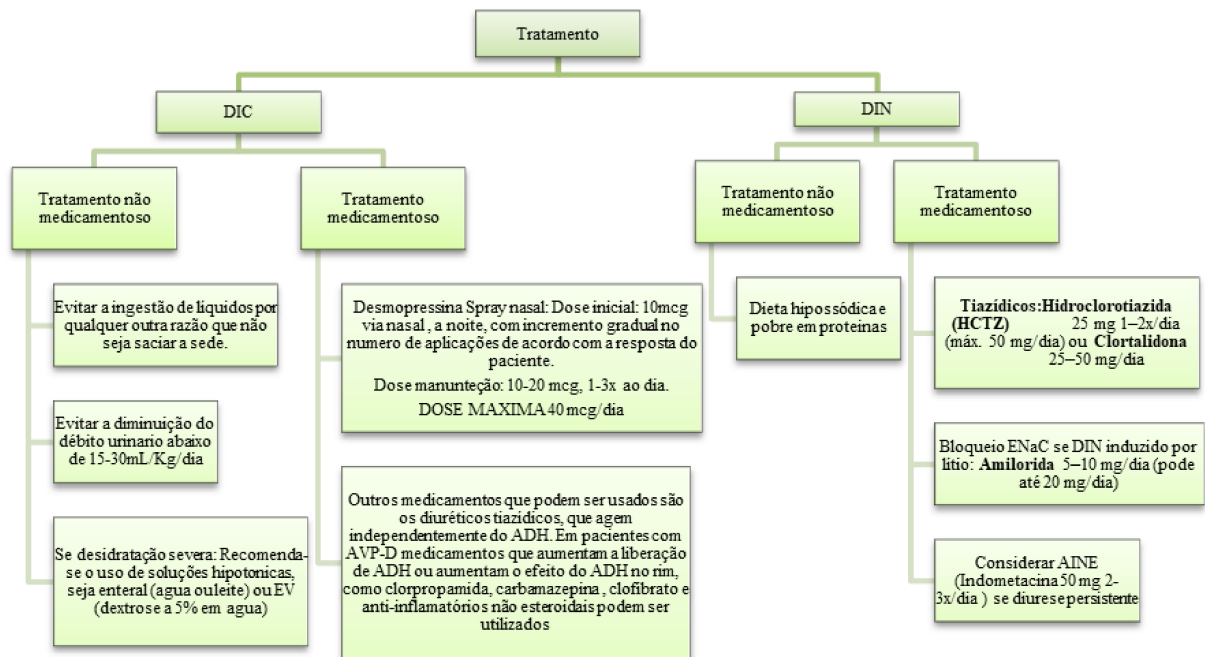 Tratamento
DIC
DIN
Tratamento não
medicamentoso
Tratamento
medicamentoso
Tratamento não
medicamentoso
Tratamento
medicamentoso
Evitar a ingestão de líquidos por
qualquer outra razão que não
seja saciar a sede.
Evitar a diminuição do
débito urinario abaixo
de 15-30mL/Kg/dia
Se desidratação severa: Recomenda-
se o uso de soluções hipotonicas,
seja enteral (agua ou leite) ou EV
(dextrose a 5% em agua)
Desmopressina Spray nasal: Dose inicial: 10mcg
via nasal , a noite, com incremento gradual no
numero de aplicações de acordo com a resposta do
paciente.
Dose manunteção: 10-20 mcg, 1-3x ao dia.
DOSE MAXIMA 40 mcg/dia
Outros medicamentos que podem ser usados são
os diuréticos tiazídicos, que agem
independentemente do ADH. Em pacientes com
AVP-D medicamentos que aumentam a liberação
de ADH ou aumentam o efeito do ADH no rim,
como clorpropamida, carbamazepina , clofibrato e
anti-inflamatórios não esteroidais podem ser
utilizados
Dieta hipossódica e
pobre em proteinas
Tiazídicos:Hidroclorotiazida
(HCTZ) 25 mg 1–2x/dia
(máx. 50 mg/dia) ou Clortalidona
25–50 mg/dia
Bloqueio ENaC se DIN induzido por
lítio: Amilorida 5–10 mg/dia (pode
até 20 mg/dia)
Considerar AINE
(Indometacina 50 mg 2-
3x/dia ) se diurese persistente